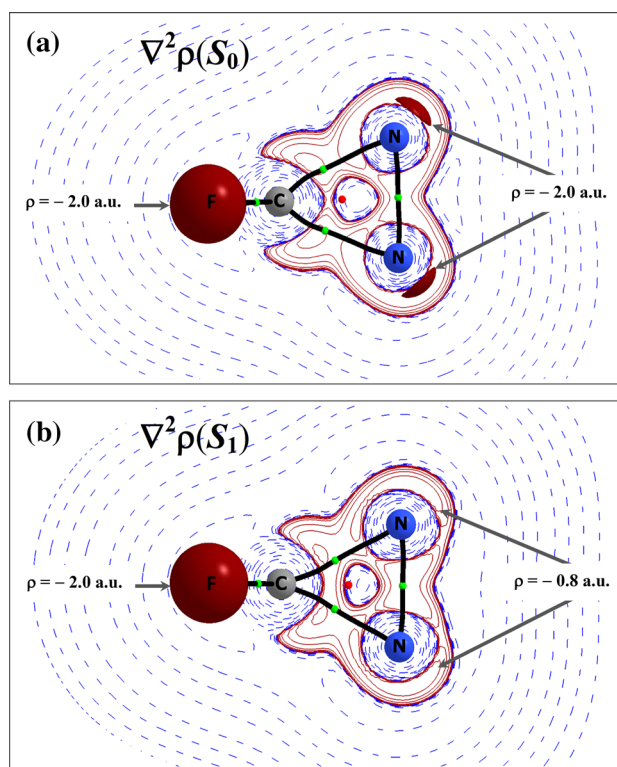 (a) ∇²ρ(S₀)
N
ρ = − 2.0 a.u. F C ρ = − 2.0 a.u.
N
(b) ∇²ρ(S₁)
N
ρ = − 2.0 a.u. F C ρ = − 0.8 a.u.
N